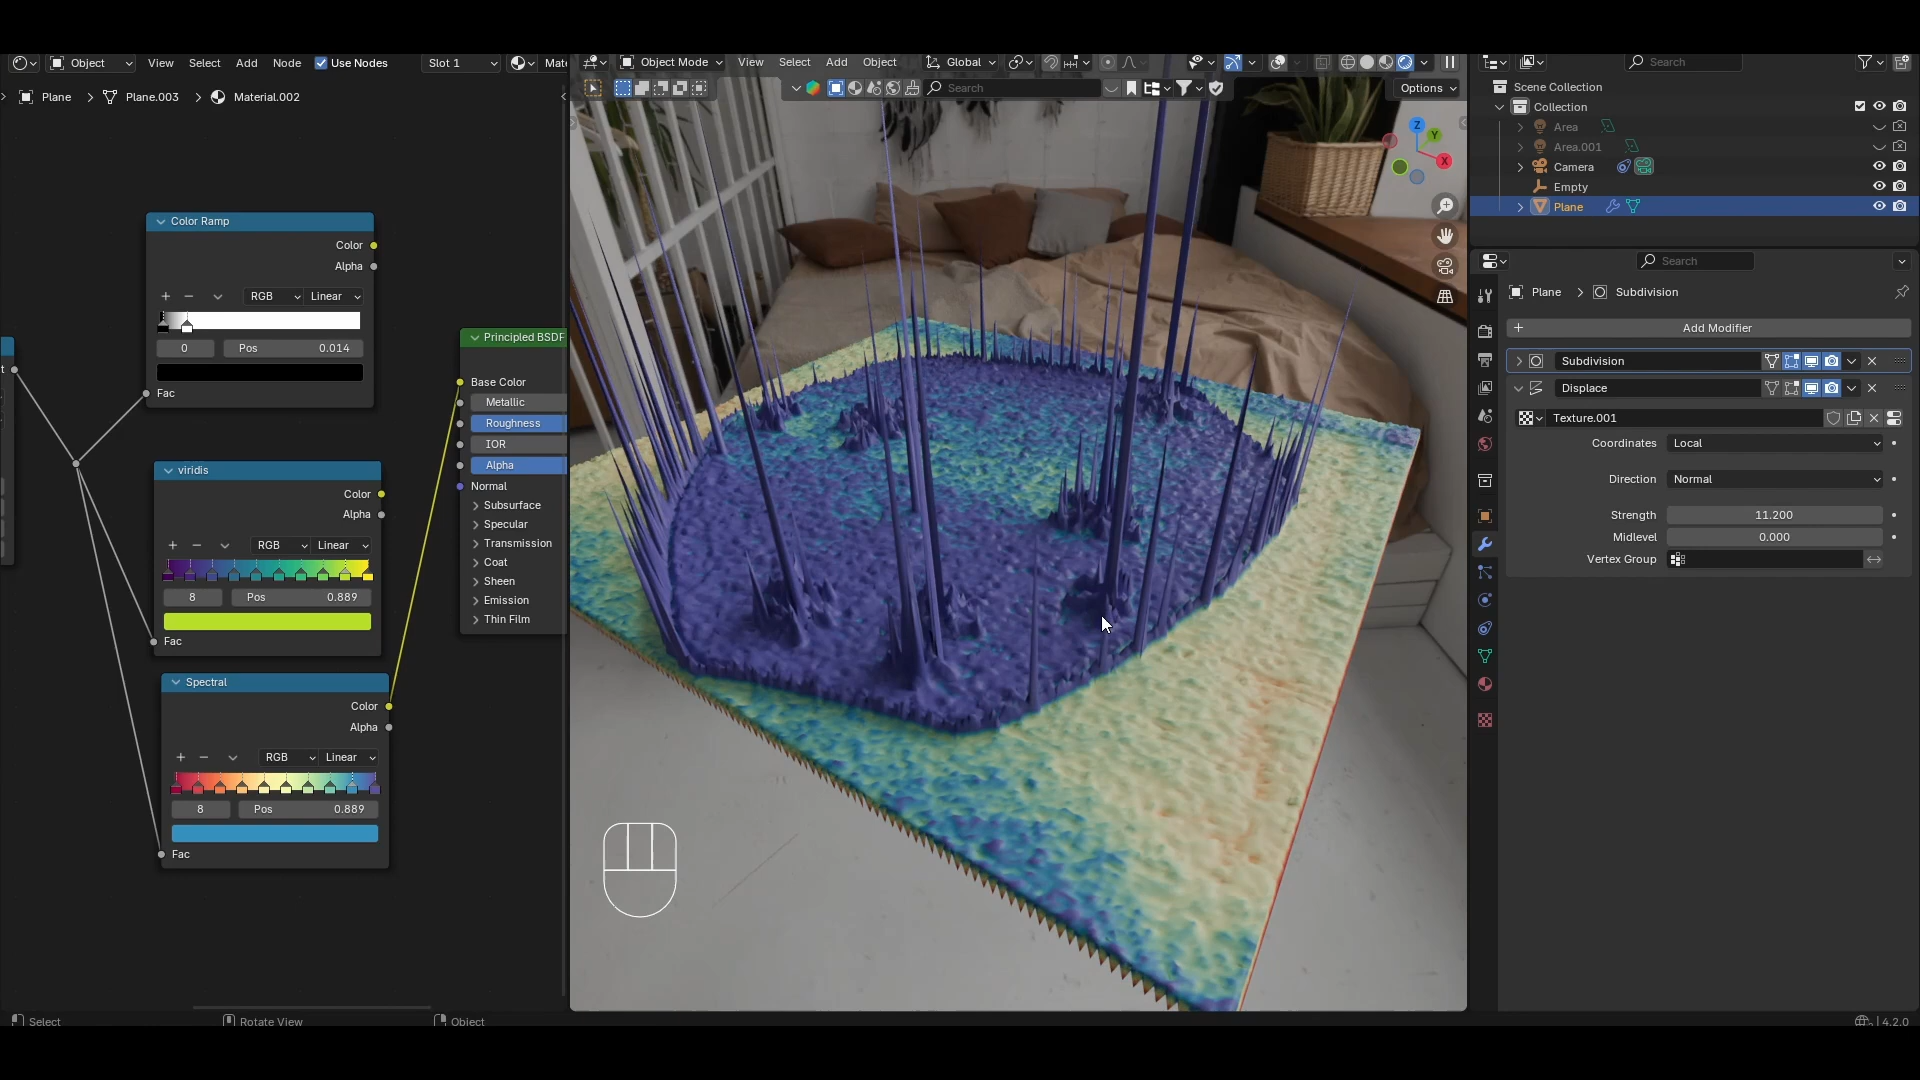 Object
View
Select
Add
Node
Use Nodes
Slot 1
Mate
Plane
Plane.003
Material.002
Color Ramp
Color
Alpha
RGB
Linear
0
Pos
0.014
Fac
viridis
Color
Alpha
RGB
Linear
8
Pos
0.889
Fac
Spectral
Color
Alpha
RGB
Linear
8
Pos
0.889
Fac
t
Principled BSDF
Base Color
Metallic
Roughness
IOR
Alpha
Normal
Subsurface
Specular
Transmission
Coat
Sheen
Emission
Thin Film
Object Mode
View
Select
Add
Object
Global
Search
Options
Z
Y
X
Search
Scene Collection
Collection
Area
Area.001
Camera
Empty
Plane
Search
Plane
Subdivision
Add Modifier
Subdivision
Displace
Texture.001
Coordinates
Local
Direction
Normal
Strength
11.200
Midlevel
0.000
Vertex Group
Select
Rotate View
Object
4.2.0